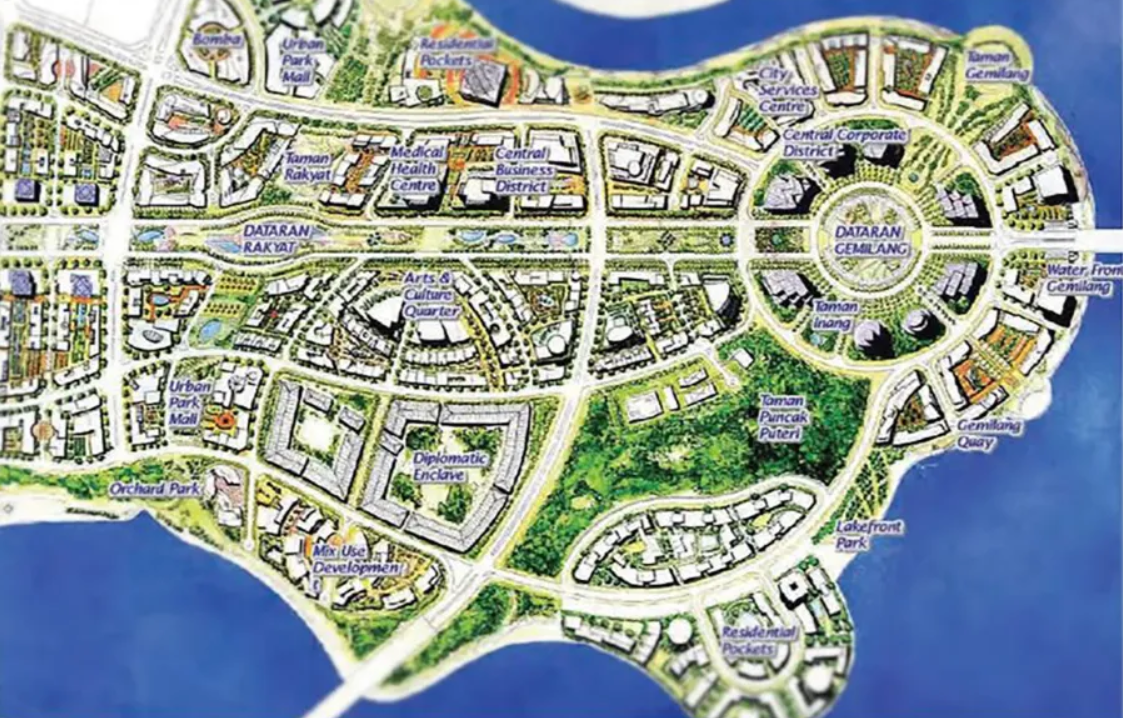 Bomba
Urban
Park
Mall
Residential
Pockets
Taman
Gemilang
City
Services
Centre
Central Corporate
District
Taman
Rakyat
Medical
Health
Centre
Central
Business
District
DATARAN
RAKYAT
DATARAN
GEMILANG
Arts &
Culture
Quarter
Water Fron
Gemilang
Taman
Inang
Urban
Park
Mall
Taman
Puncak
Puteri
Gemilang
Quay
Diplomatic
Enclave
Orchard Park
Lakefront
Park
Mix Use
Developmen
t
Residential
Pockets